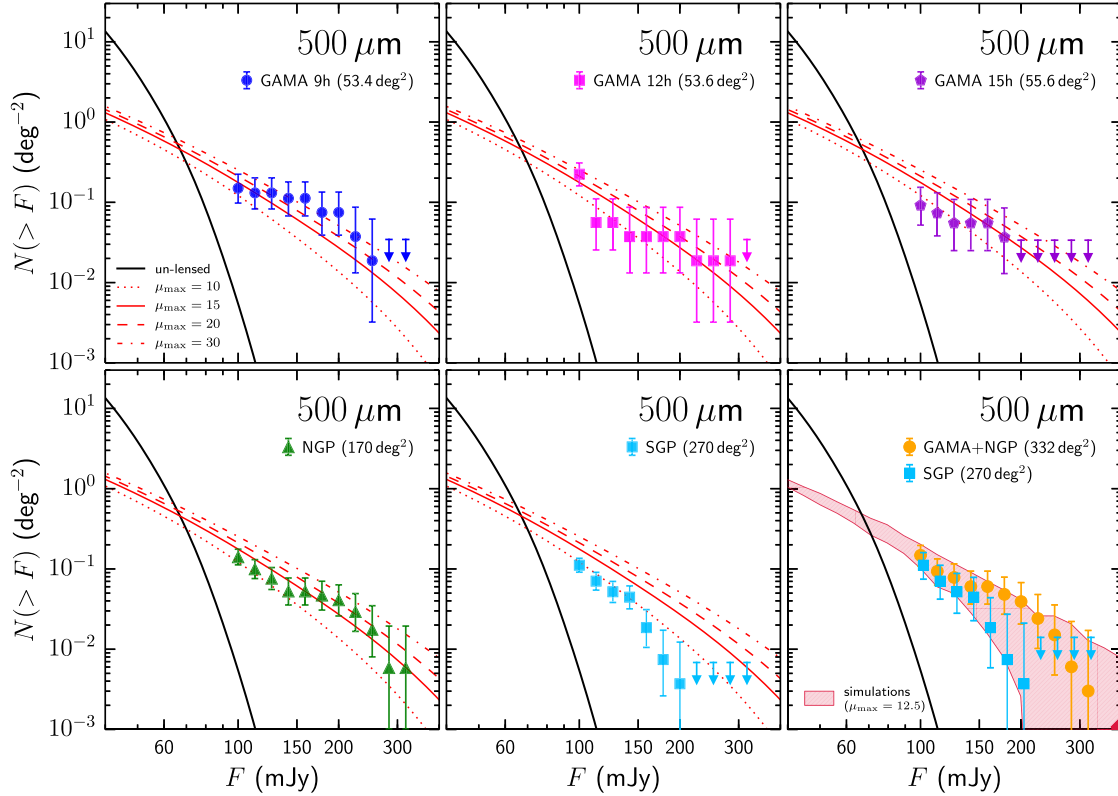 500 μm
GAMA 9h (53.4 deg²)
un-lensed
μmax = 10
μmax = 15
μmax = 20
μmax = 30
10¹
10⁰
10⁻¹
10⁻²
10⁻³
N(> F) (deg⁻²)
500 μm
GAMA 12h (53.6 deg²)
500 μm
GAMA 15h (55.6 deg²)
500 μm
NGP (170 deg²)
10¹
10⁰
10⁻¹
10⁻²
10⁻³
N(> F) (deg⁻²)
60 100 150 200 300
F (mJy)
500 μm
SGP (270 deg²)
60 100 150 200 300
F (mJy)
500 μm
GAMA+NGP (332 deg²)
SGP (270 deg²)
simulations
(μmax = 12.5)
60 100 150 200 300
F (mJy)